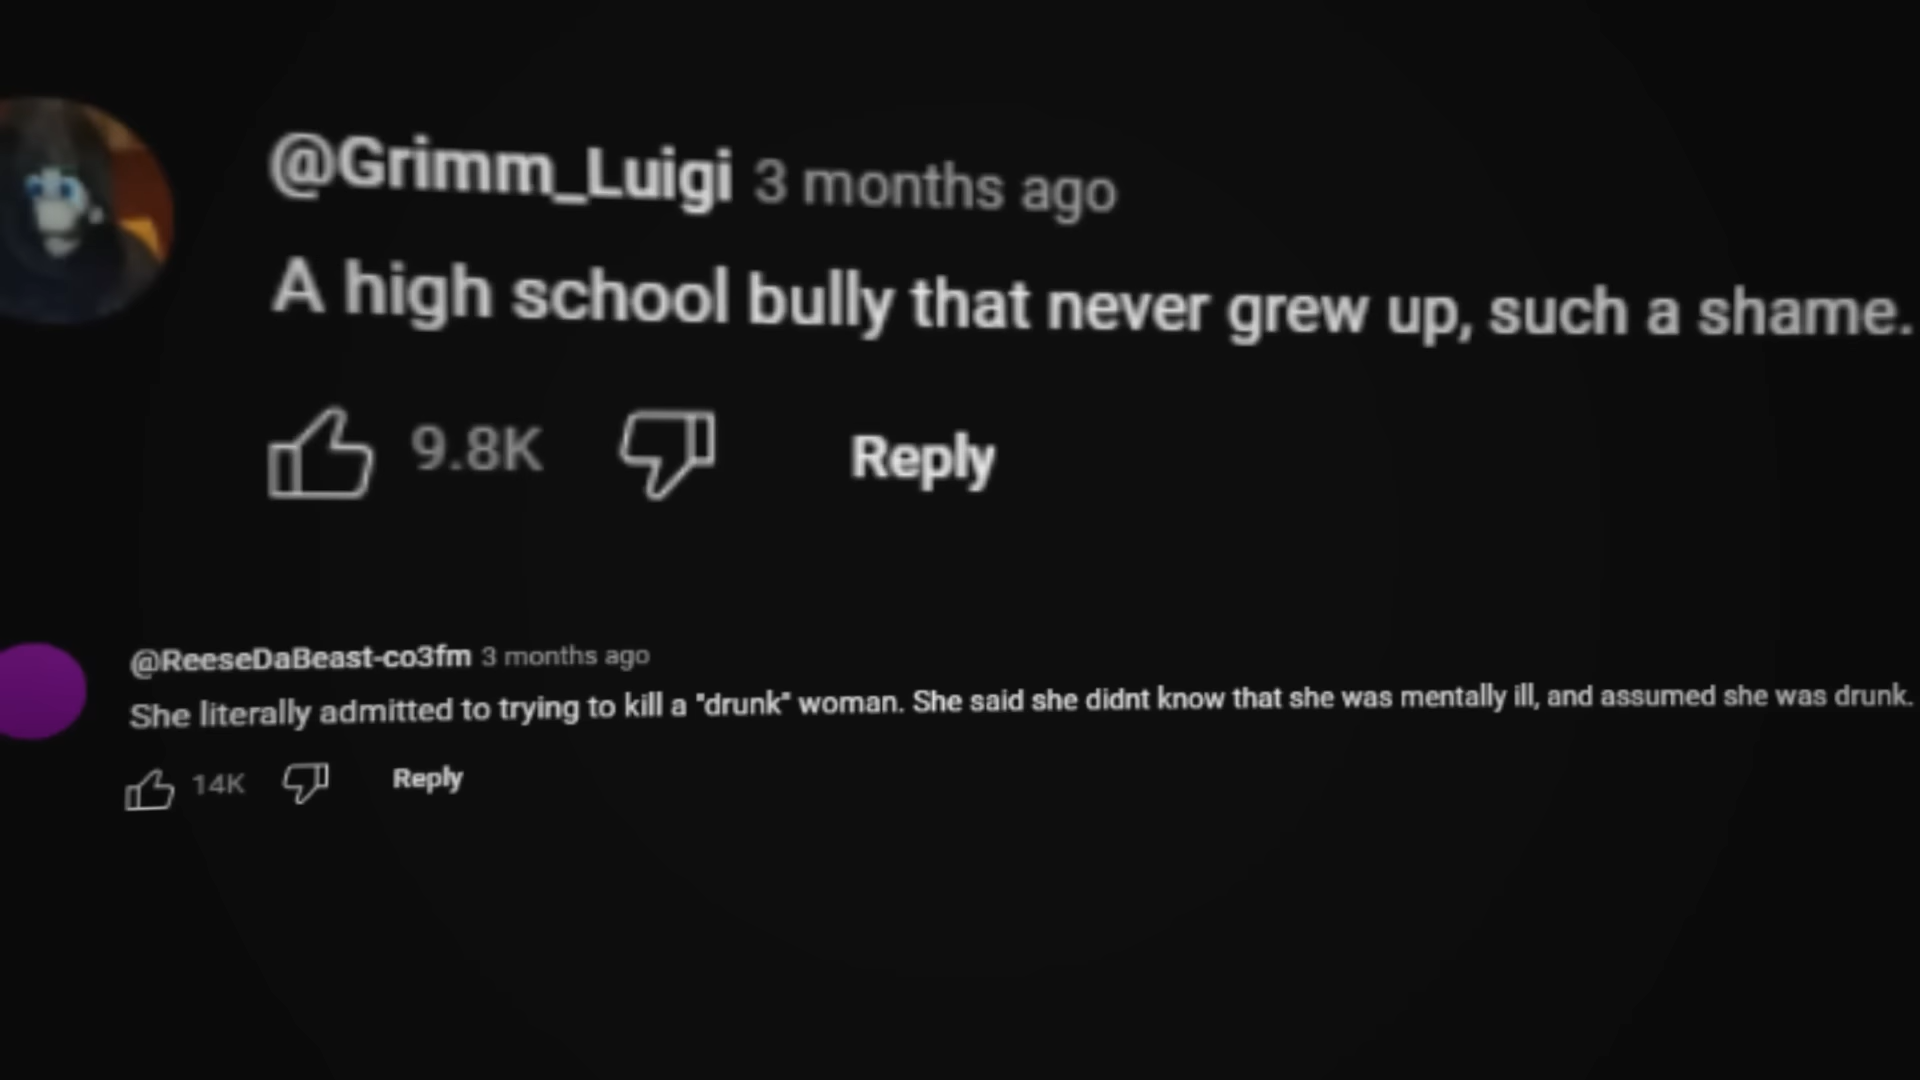 @Grimm_Luigi 3 months ago
A high school bully that never grew up, such a shame.
9.8K Reply
@ReeseDaBeast-co3fm 3 months ago
She literally admitted to trying to kill a "drunk" woman. She said she didnt know that she was mentally ill, and assumed she was drunk.
14K Reply